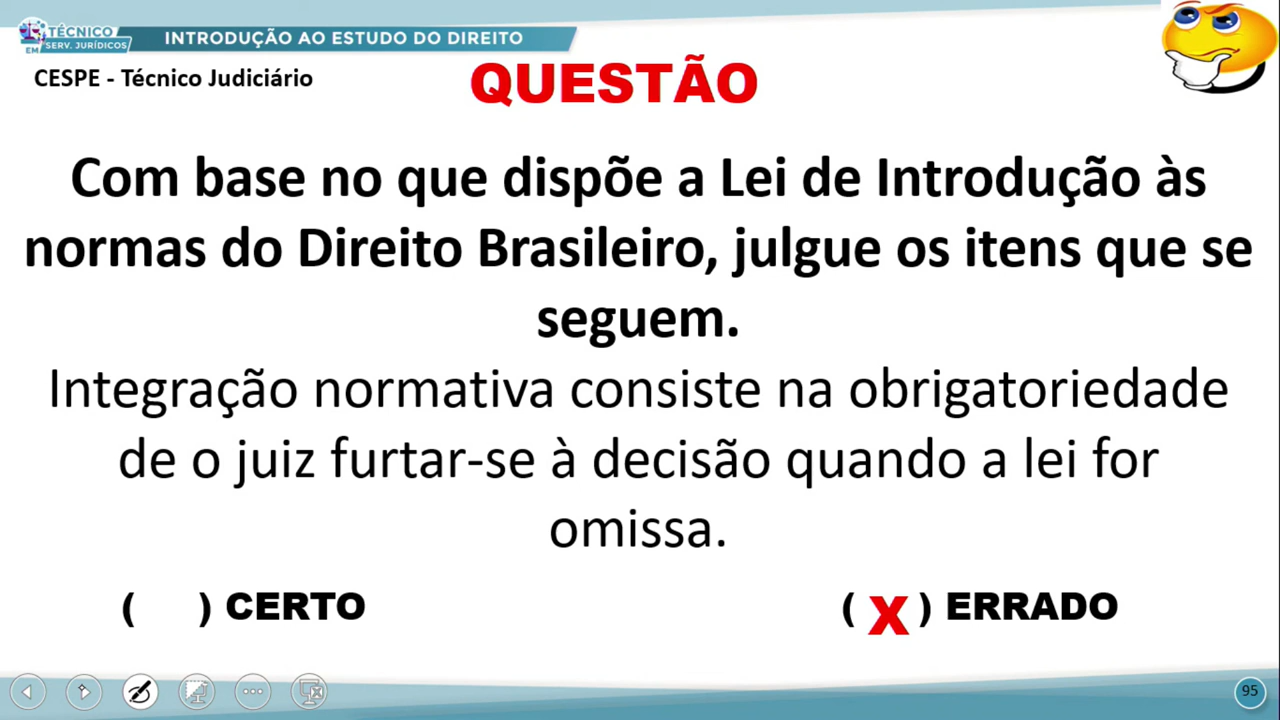 TÉCNICO
EM SERV. JURÍDICOS
INTRODUÇÃO AO ESTUDO DO DIREITO
CESPE - Técnico Judiciário
QUESTÃO
Com base no que dispõe a Lei de Introdução às
normas do Direito Brasileiro, julgue os itens que se
seguem.
Integração normativa consiste na obrigatoriedade
de o juiz furtar-se à decisão quando a lei for
omissa.
( ) CERTO
( X ) ERRADO
95